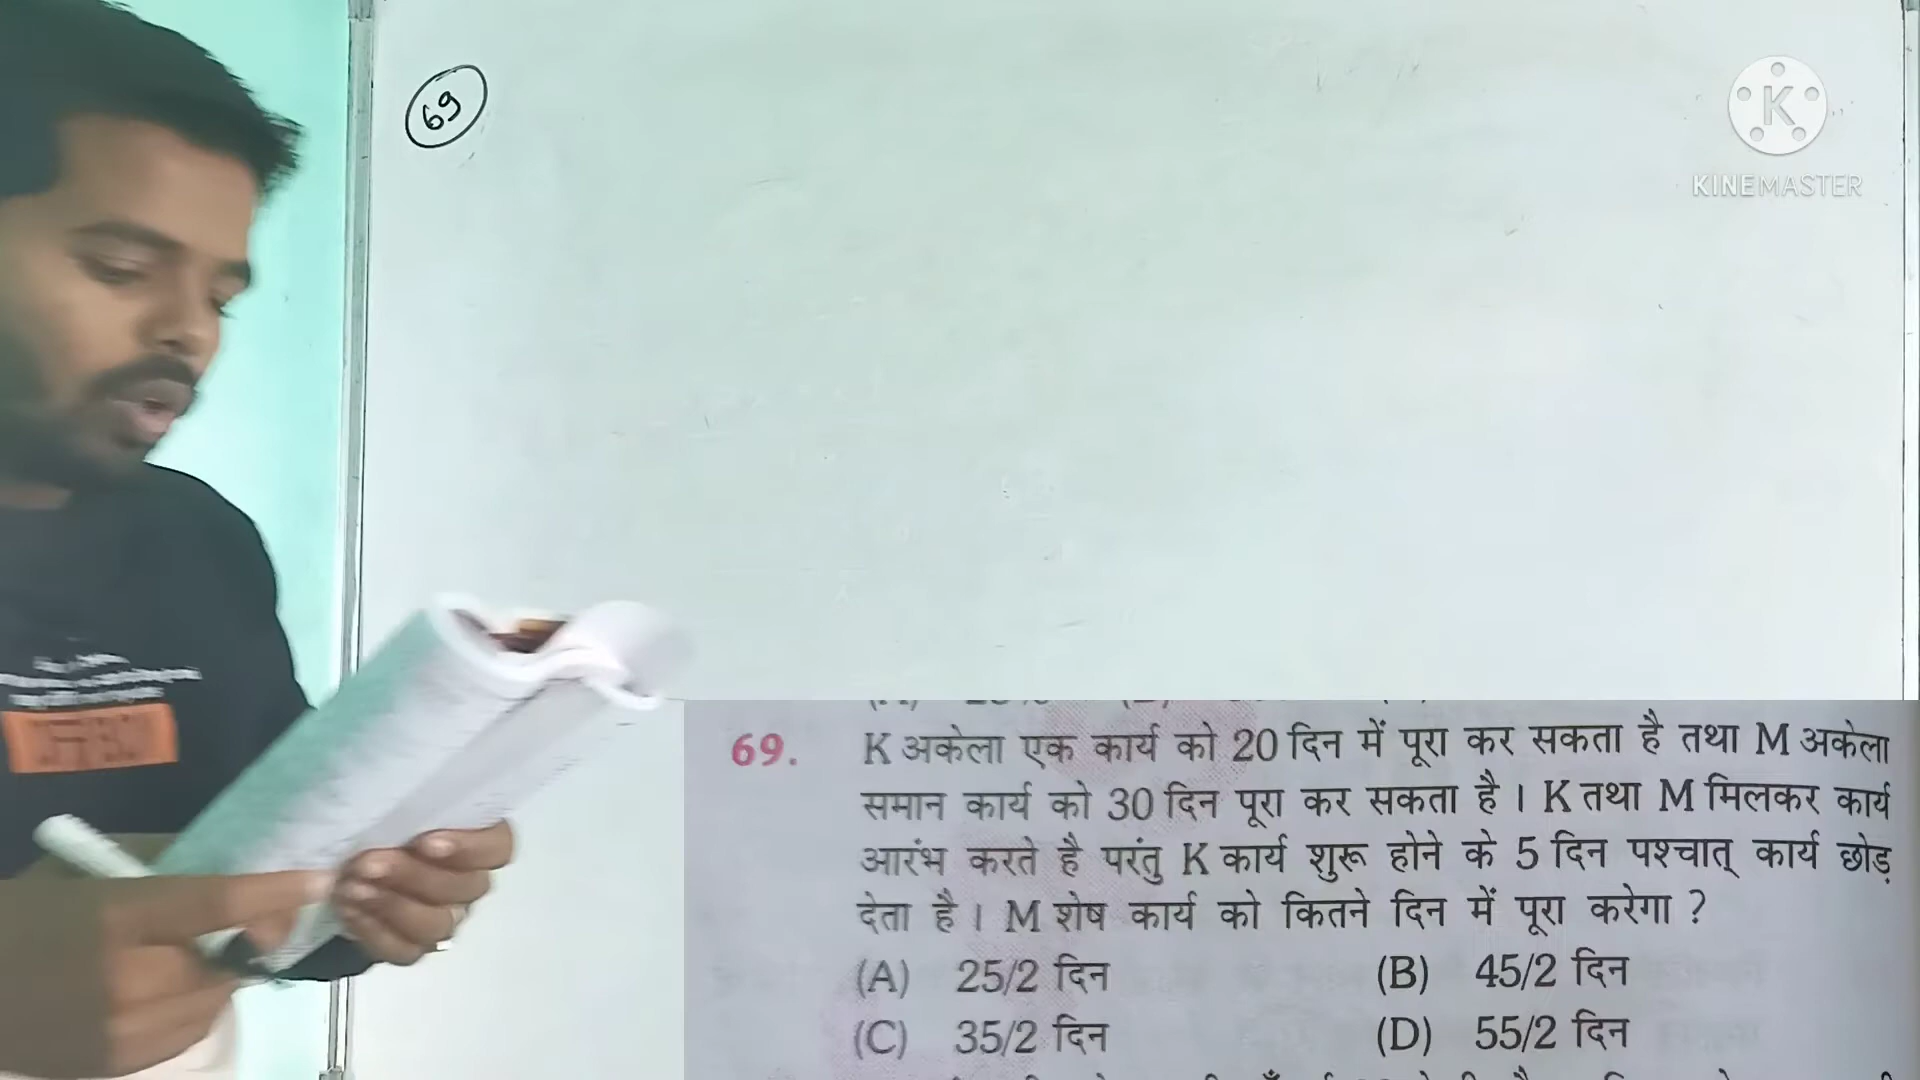 69
K
KINEMASTER
69. K अकेला एक कार्य को 20 दिन में पूरा कर सकता है तथा M अकेला
समान कार्य को 30 दिन पूरा कर सकता है । K तथा M मिलकर कार्य
आरंभ करते है परंतु K कार्य शुरू होने के 5 दिन पश्चात् कार्य छोड़
देता है । M शेष कार्य को कितने दिन में पूरा करेगा ?
(A) 25/2 दिन (B) 45/2 दिन
(C) 35/2 दिन (D) 55/2 दिन